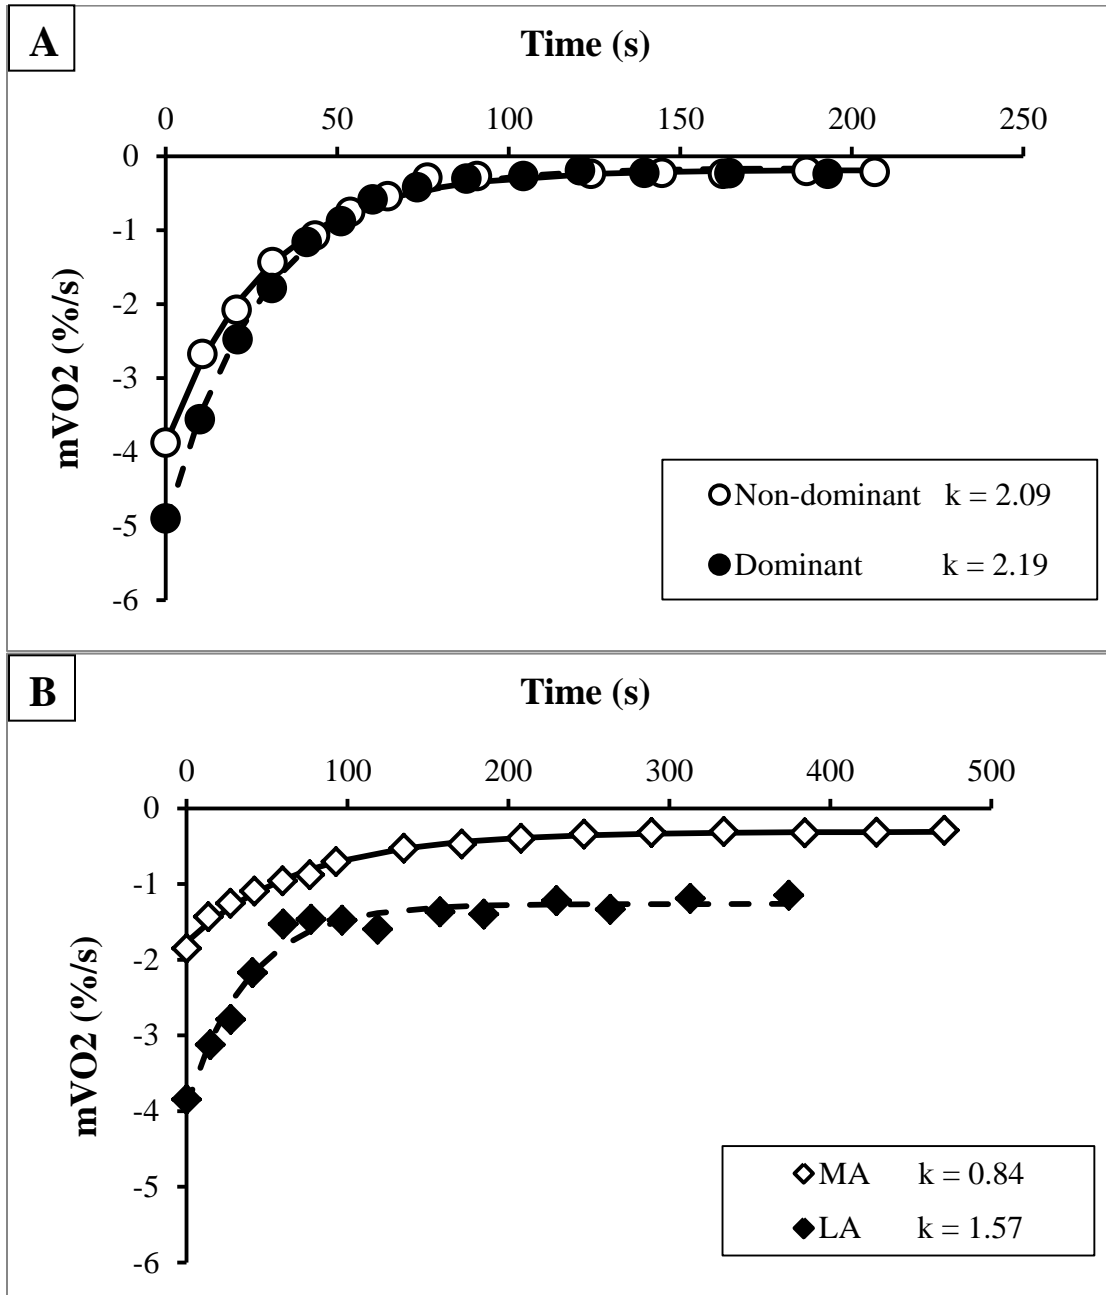 A
Time (s)
0 50 100 150 200 250
0
-1
-2
-3
-4
-5
-6
mVO2 (%/s)
Non-dominant k = 2.09
Dominant k = 2.19
B
Time (s)
0 100 200 300 400 500
0
-1
-2
-3
-4
-5
-6
mVO2 (%/s)
MA k = 0.84
LA k = 1.57